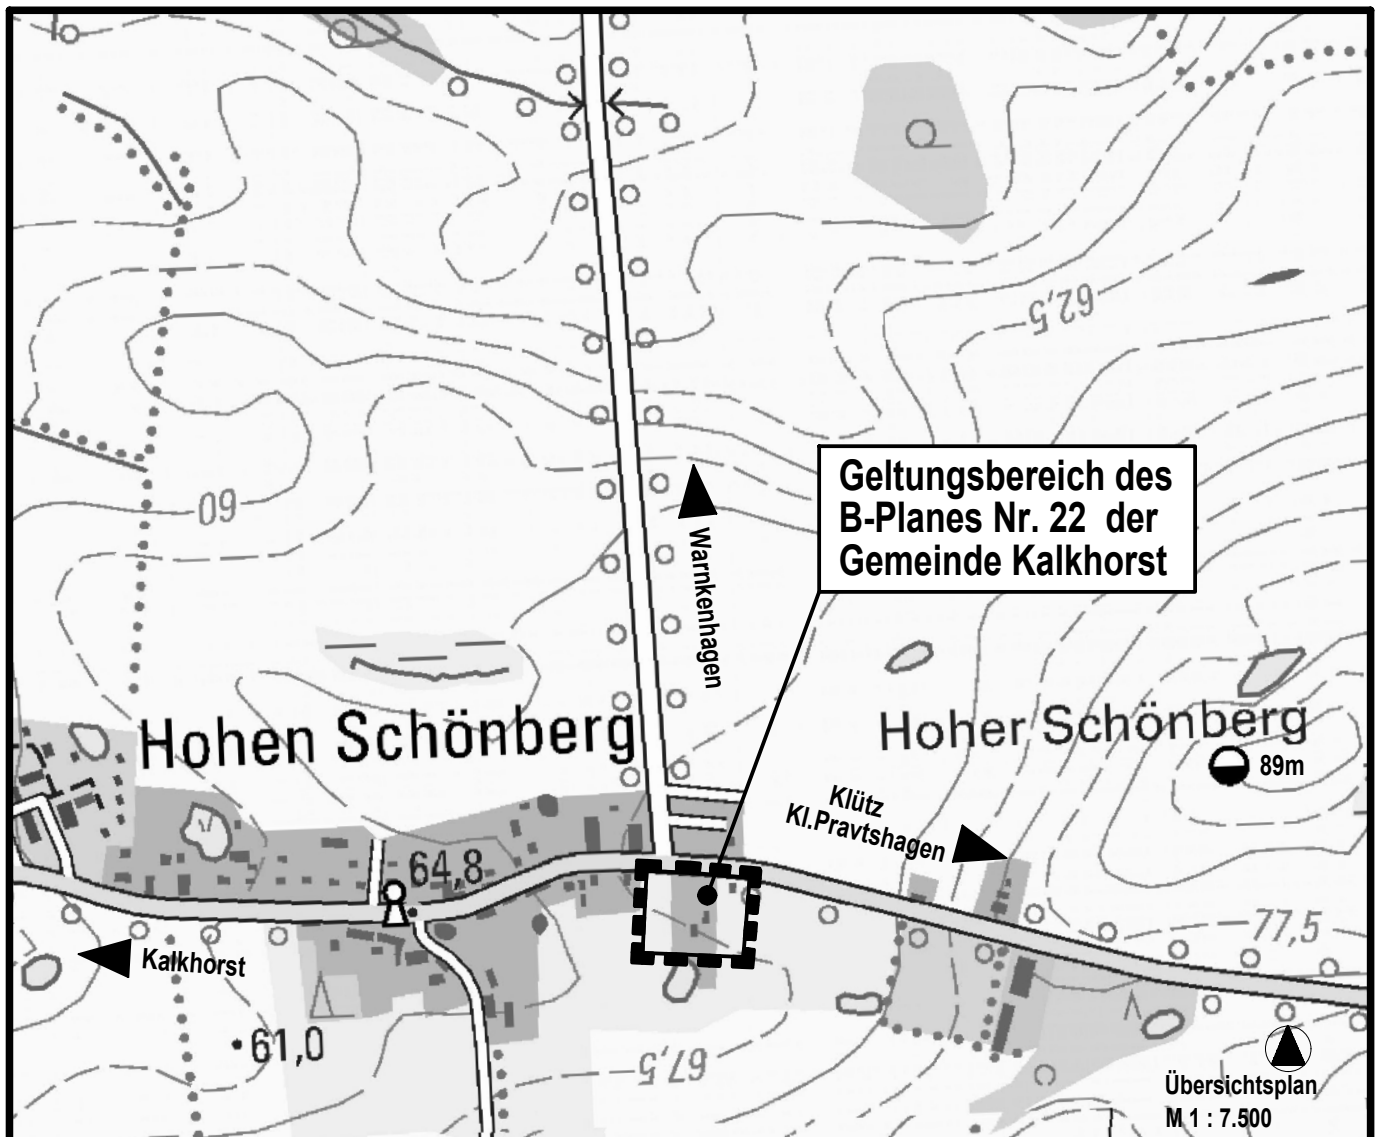 62,5
Geltungsbereich des
B-Planes Nr. 22 der
Gemeinde Kalkhorst
60
Warnkenhagen
Hohen Schönberg
Hoher Schönberg
89m
Klütz
Kl.Pravtshagen
64,8
77,5
Kalkhorst
61,0
67,5
Übersichtsplan
M 1 : 7.500